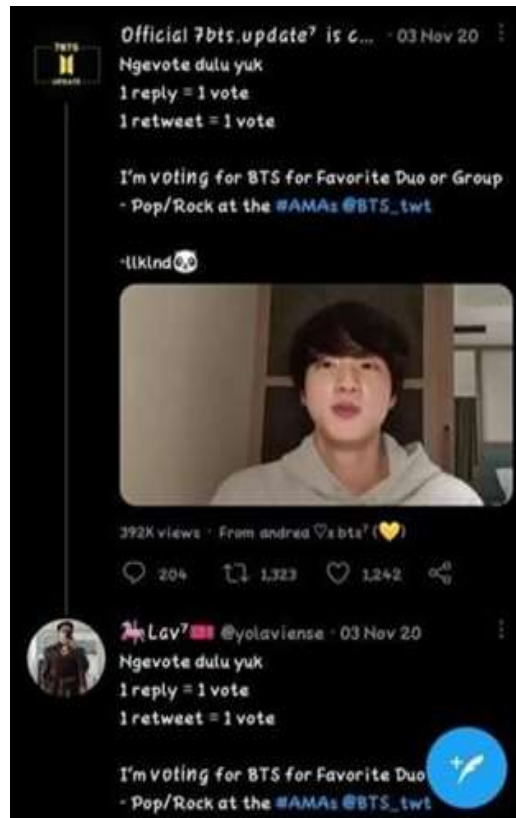 7BTS
UPDATE
Official 7bts.update⁷ is c... · 03 Nov 20
Ngevote dulu yuk
1 reply = 1 vote
1 retweet = 1 vote
I'm voting for BTS for Favorite Duo or Group
- Pop/Rock at the #AMAs @BTS_twt
-llklnd🐼
392K views · From andrea ♡s bts⁷ (💛)
204 1,323 1,242
🎠Lav⁷🎟 @yolaviense · 03 Nov 20
Ngevote dulu yuk
1 reply = 1 vote
1 retweet = 1 vote
I'm voting for BTS for Favorite Duo
- Pop/Rock at the #AMAs @BTS_twt